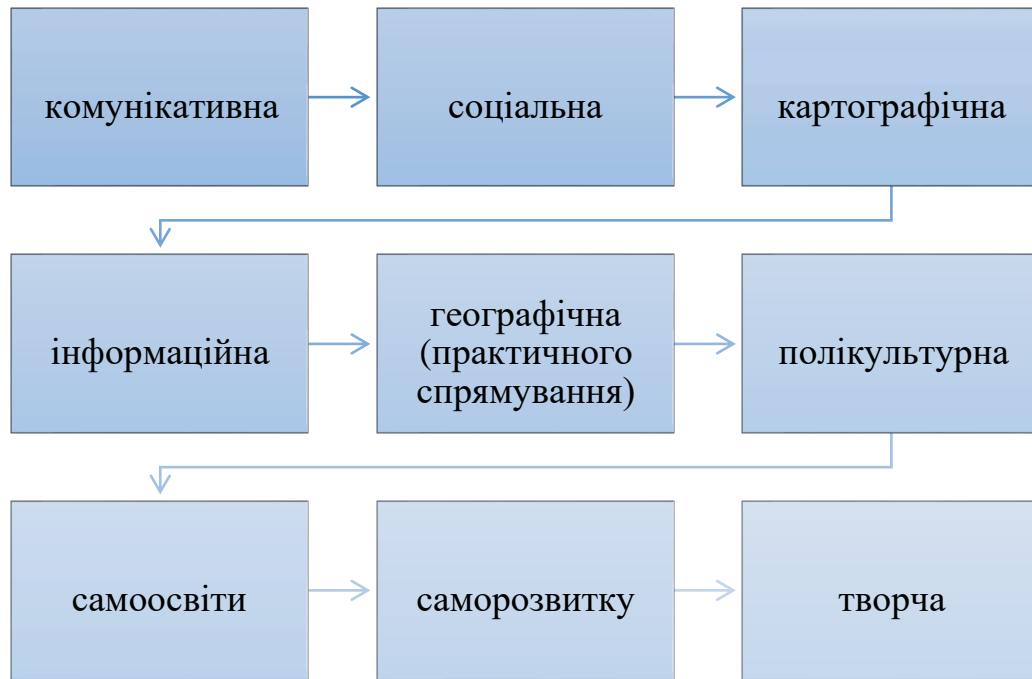 комунікативна
соціальна
картографічна
інформаційна
географічна
(практичного
спрямування)
полікультурна
самоосвіти
саморозвитку
творча